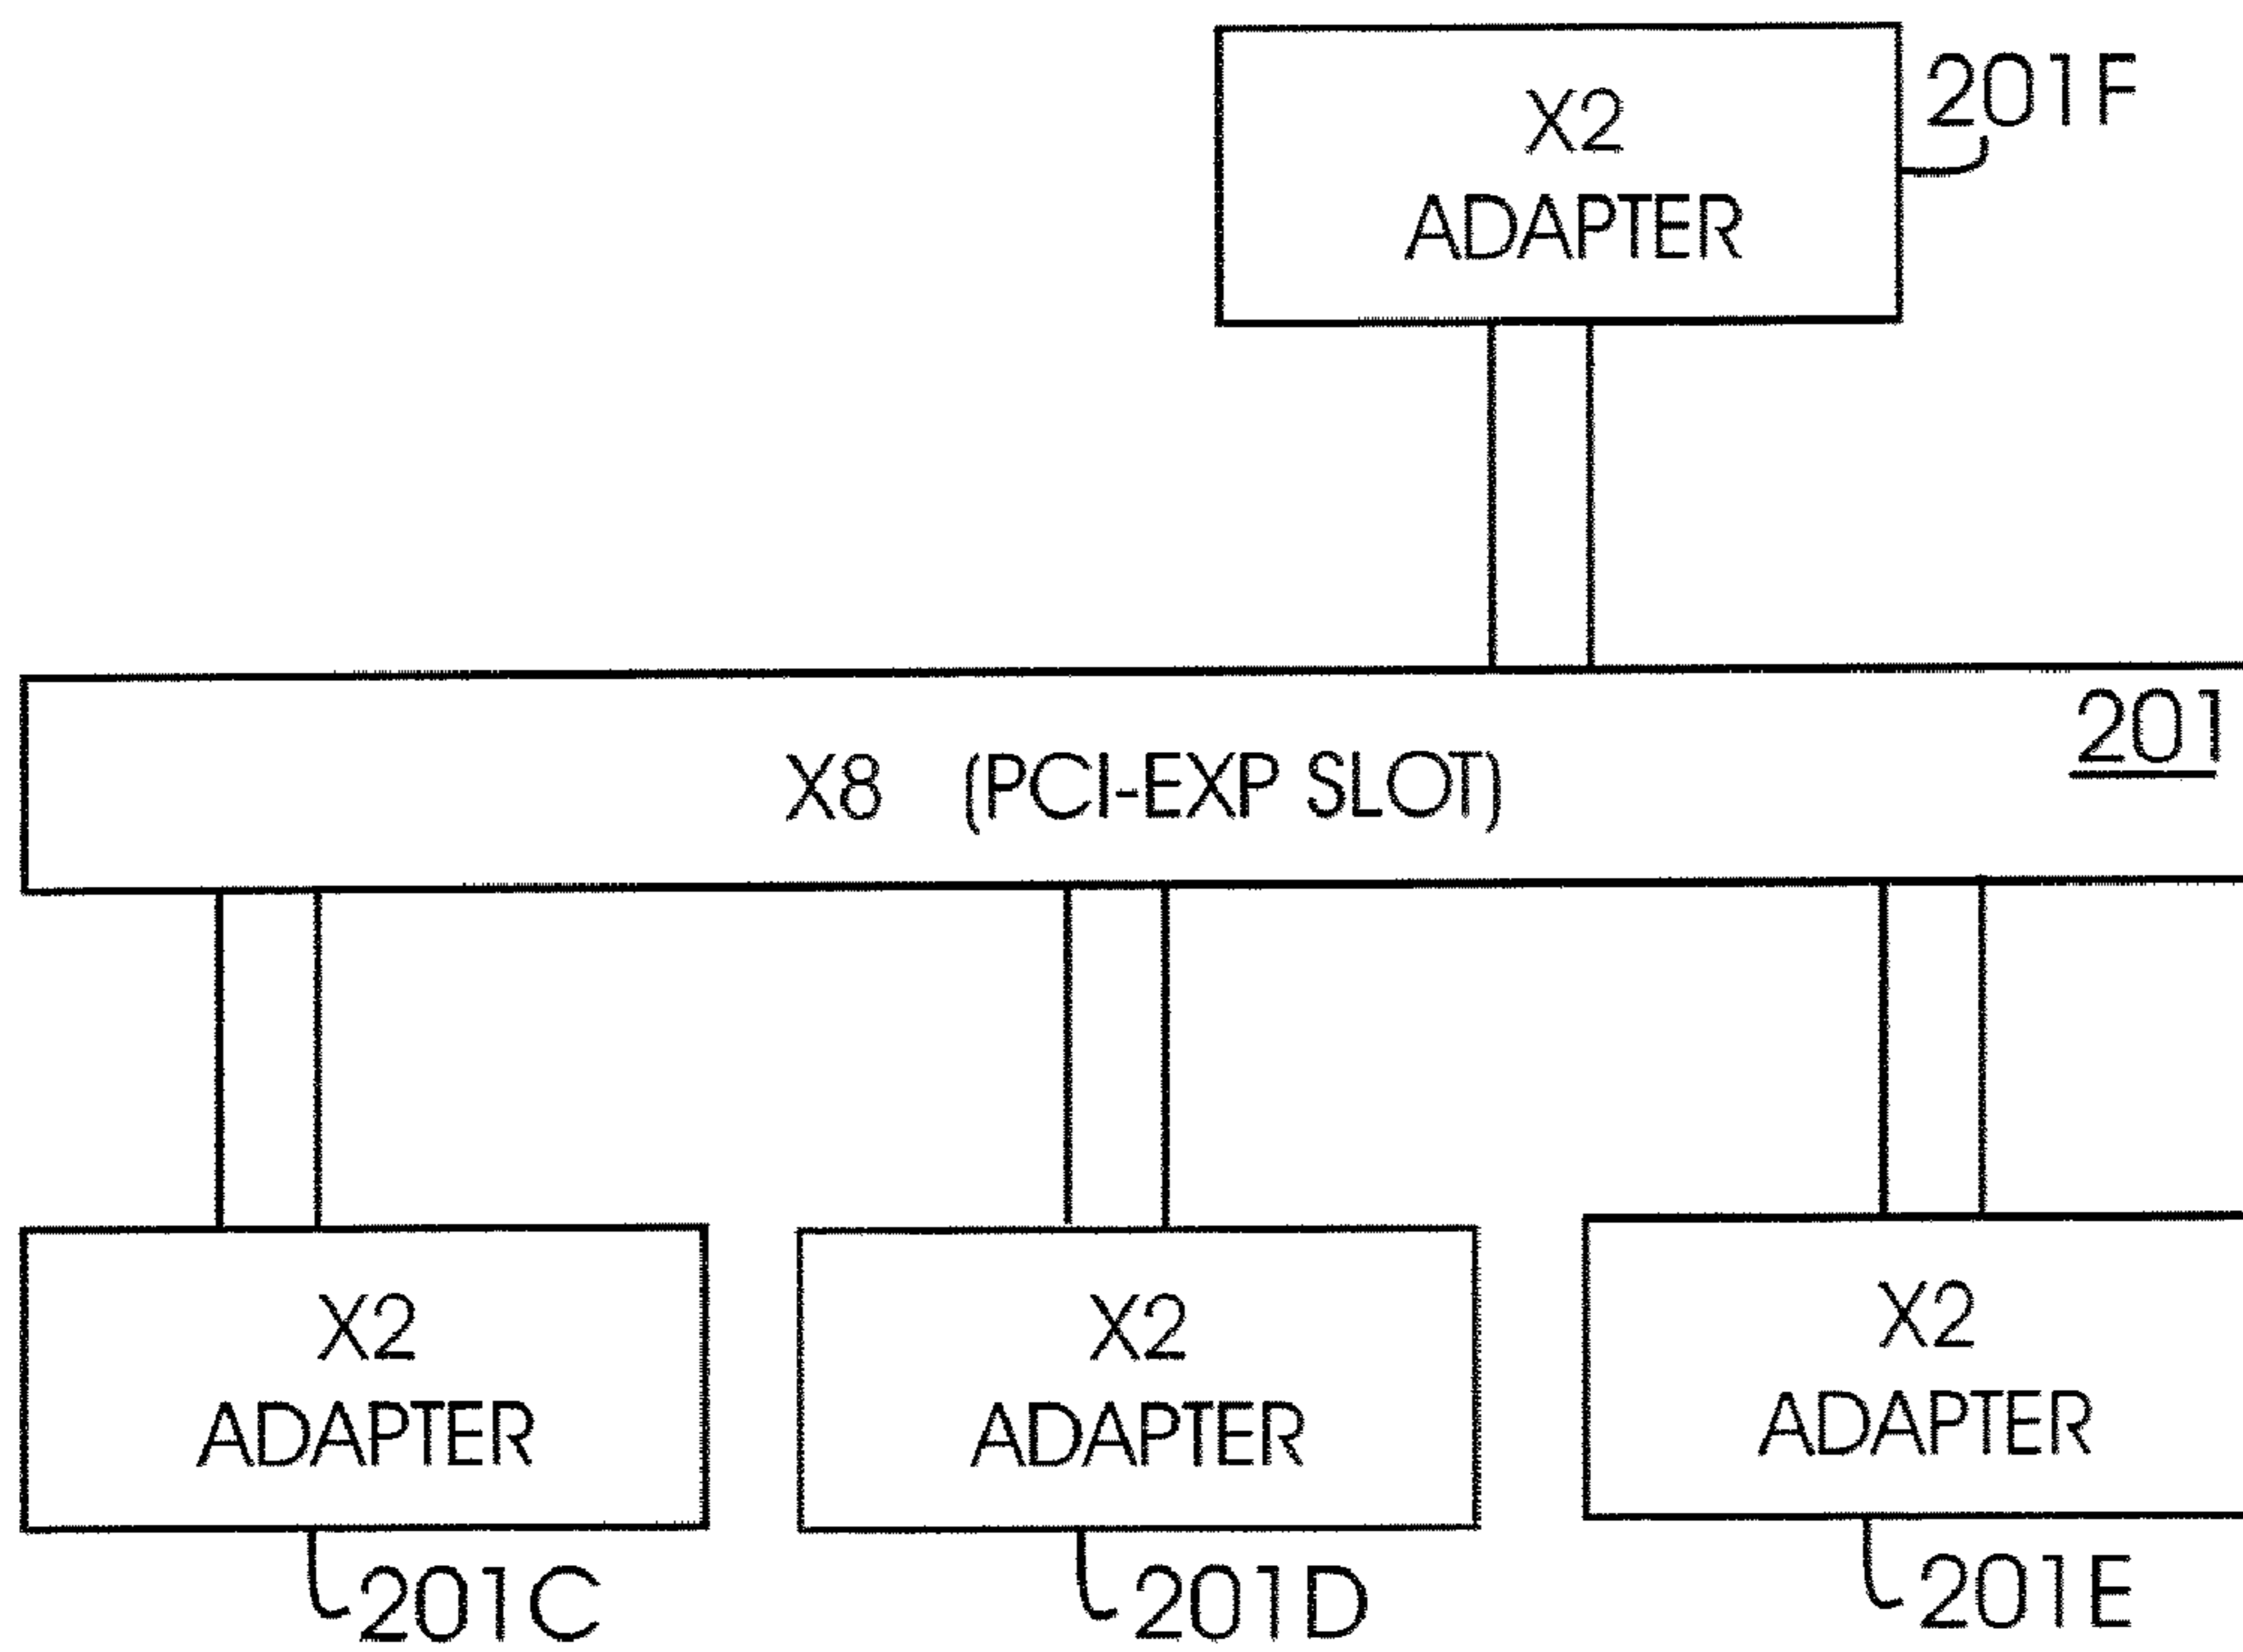 X2
ADAPTER
201F
201
X8 (PCI-EXP SLOT)
X2
ADAPTER
X2
ADAPTER
X2
ADAPTER
201C
201D
201E